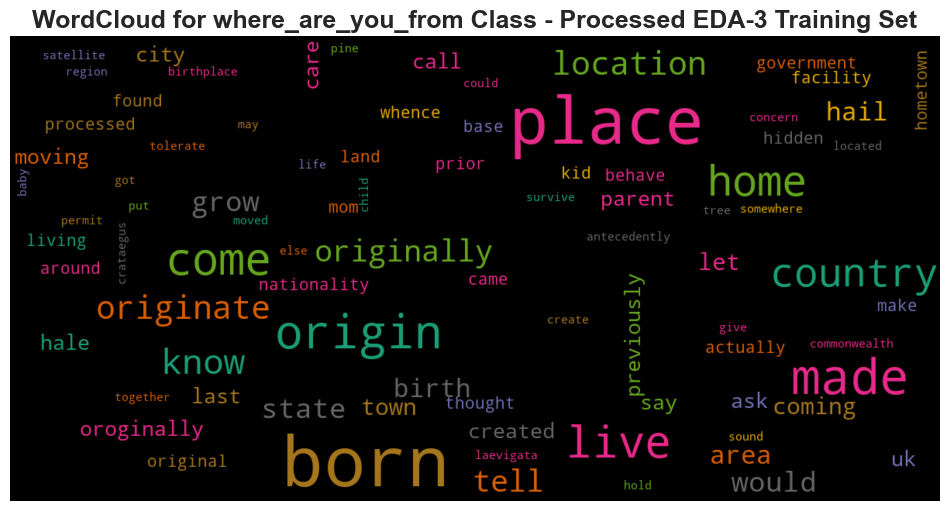 WordCloud for where_are_you_from Class - Processed EDA-3 Training Set
satellite
city
care
pine
call
location
government
hometown
region
birthplace
could
facility
found
whence
place
hail
processed
may
base
concern
hidden
located
moving
tolerate
life
land
prior
kid
behave
home
baby
got
child
survive
parent
tree
somewhere
permit
put
grow
moved
mom
living
crataegus
come
else
originally
antecedently
let
country
around
nationality
came
previously
make
originate
origin
create
give
hale
know
actually
commonwealth
made
together
last
state
birth
town
thought
say
ask
coming
oroginally
created
live
sound
original
born
laevigata
area
uk
tell
hold
would